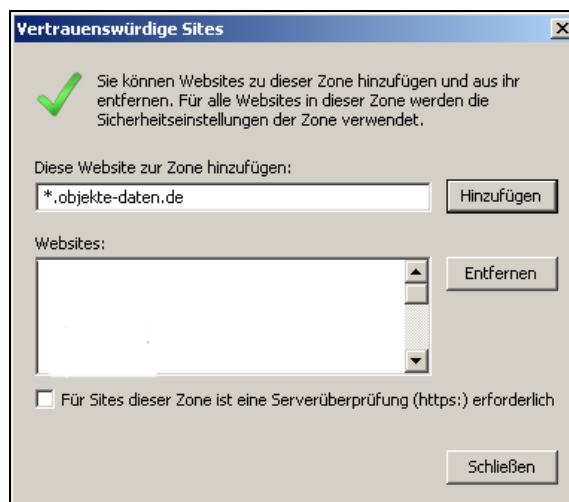 Vertrauenswürdige Sites
Sie können Websites zu dieser Zone hinzufügen und aus ihr
entfernen. Für alle Websites in dieser Zone werden die
Sicherheitseinstellungen der Zone verwendet.
Diese Website zur Zone hinzufügen:
*.objekte-daten.de
Hinzufügen
Websites:
Entfernen
Für Sites dieser Zone ist eine Serverüberprüfung (https:) erforderlich
Schließen